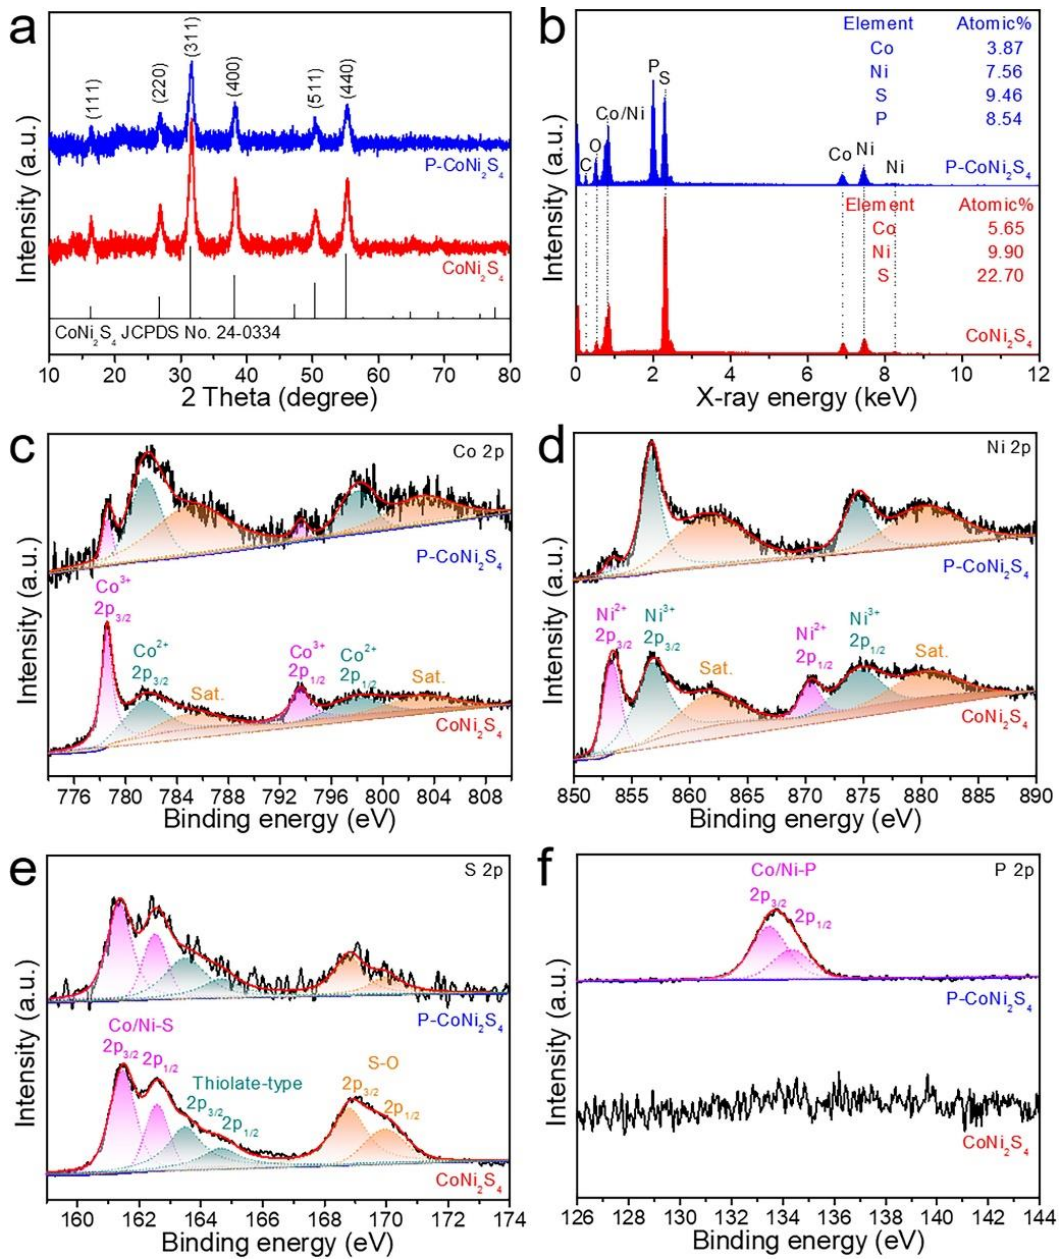 a
(111)
(220)
(311)
(400)
(511)
(440)
P-CoNi₂S₄
CoNi₂S₄
CoNi₂S₄ JCPDS No. 24-0334
Intensity (a.u.)
10 20 30 40 50 60 70 80
2 Theta (degree)
b
Element Atomic%
Co 3.87
Ni 7.56
S 9.46
P 8.54
C
O
Co/Ni
P
S
Co
Ni
Ni
P-CoNi₂S₄
Element Atomic%
Co 5.65
Ni 9.90
S 22.70
CoNi₂S₄
Intensity (a.u.)
0 2 4 6 8 10 12
X-ray energy (keV)
c
Co 2p
P-CoNi₂S₄
Co³⁺
2p₃/₂
Co²⁺
2p₃/₂
Sat.
Co³⁺
2p₁/₂
Co²⁺
2p₁/₂
Sat.
CoNi₂S₄
Intensity (a.u.)
776 780 784 788 792 796 800 804 808
Binding energy (eV)
d
Ni 2p
P-CoNi₂S₄
Ni²⁺
2p₃/₂
Ni³⁺
2p₃/₂
Sat.
Ni²⁺
2p₁/₂
Ni³⁺
2p₁/₂
Sat.
CoNi₂S₄
Intensity (a.u.)
850 855 860 865 870 875 880 885 890
Binding energy (eV)
e
S 2p
P-CoNi₂S₄
Co/Ni-S
2p₃/₂
2p₁/₂
Thiolate-type
2p₃/₂
2p₁/₂
S-O
2p₃/₂
2p₁/₂
CoNi₂S₄
Intensity (a.u.)
160 162 164 166 168 170 172 174
Binding energy (eV)
f
P 2p
Co/Ni-P
2p₃/₂
2p₁/₂
P-CoNi₂S₄
CoNi₂S₄
Intensity (a.u.)
126 128 130 132 134 136 138 140 142 144
Binding energy (eV)